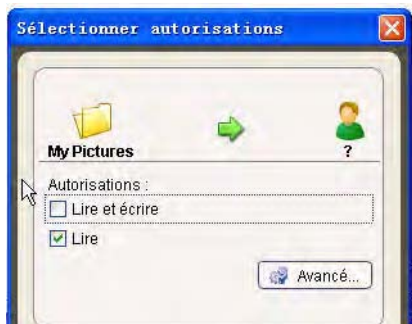 Sélectionner autorisations
My Pictures ?
Autorisations :
Lire et écrire
Lire
Avancé...